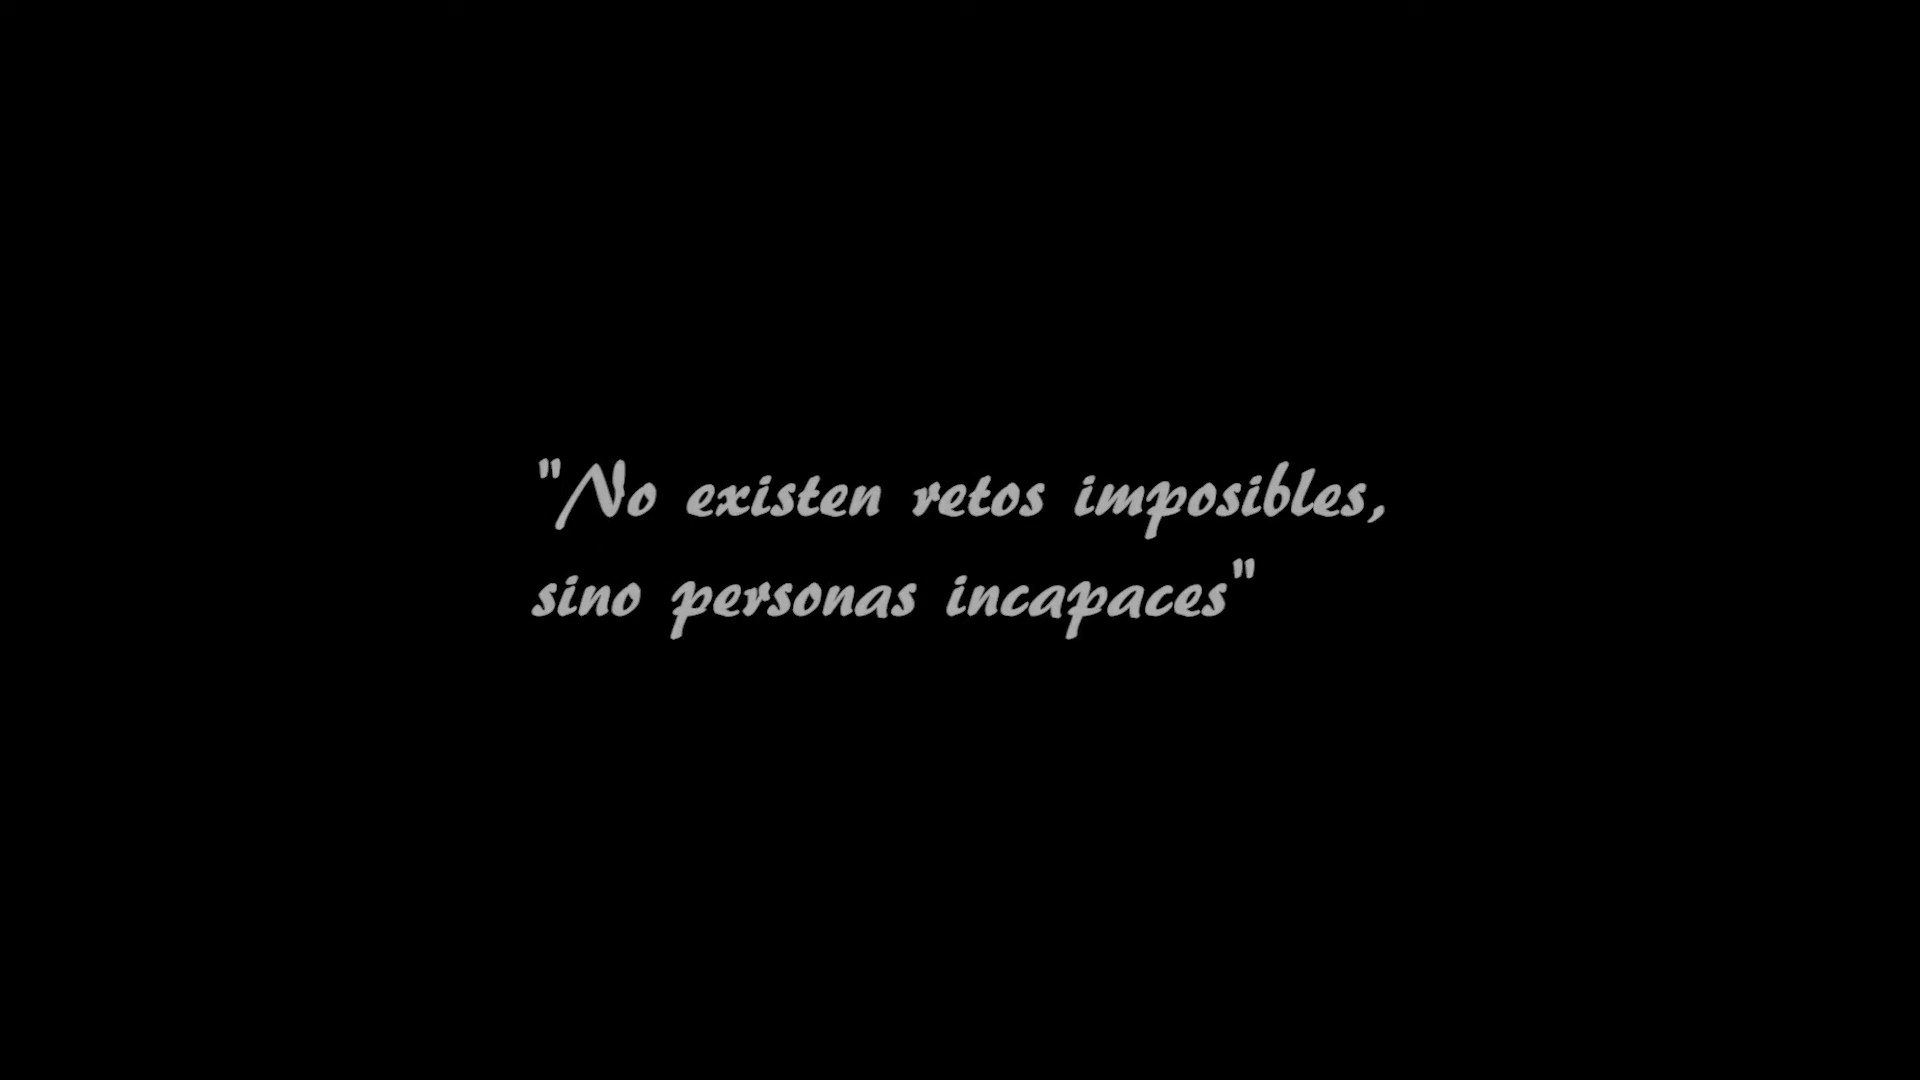 "No existen retos imposibles,
sino personas incapaces"